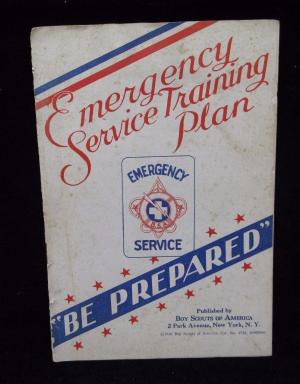 Emergency
Service Training
Plan
EMERGENCY
SERVICE
"BE PREPARED"
Published by
BOY SCOUTS OF AMERICA
2 Park Avenue, New York, N. Y.